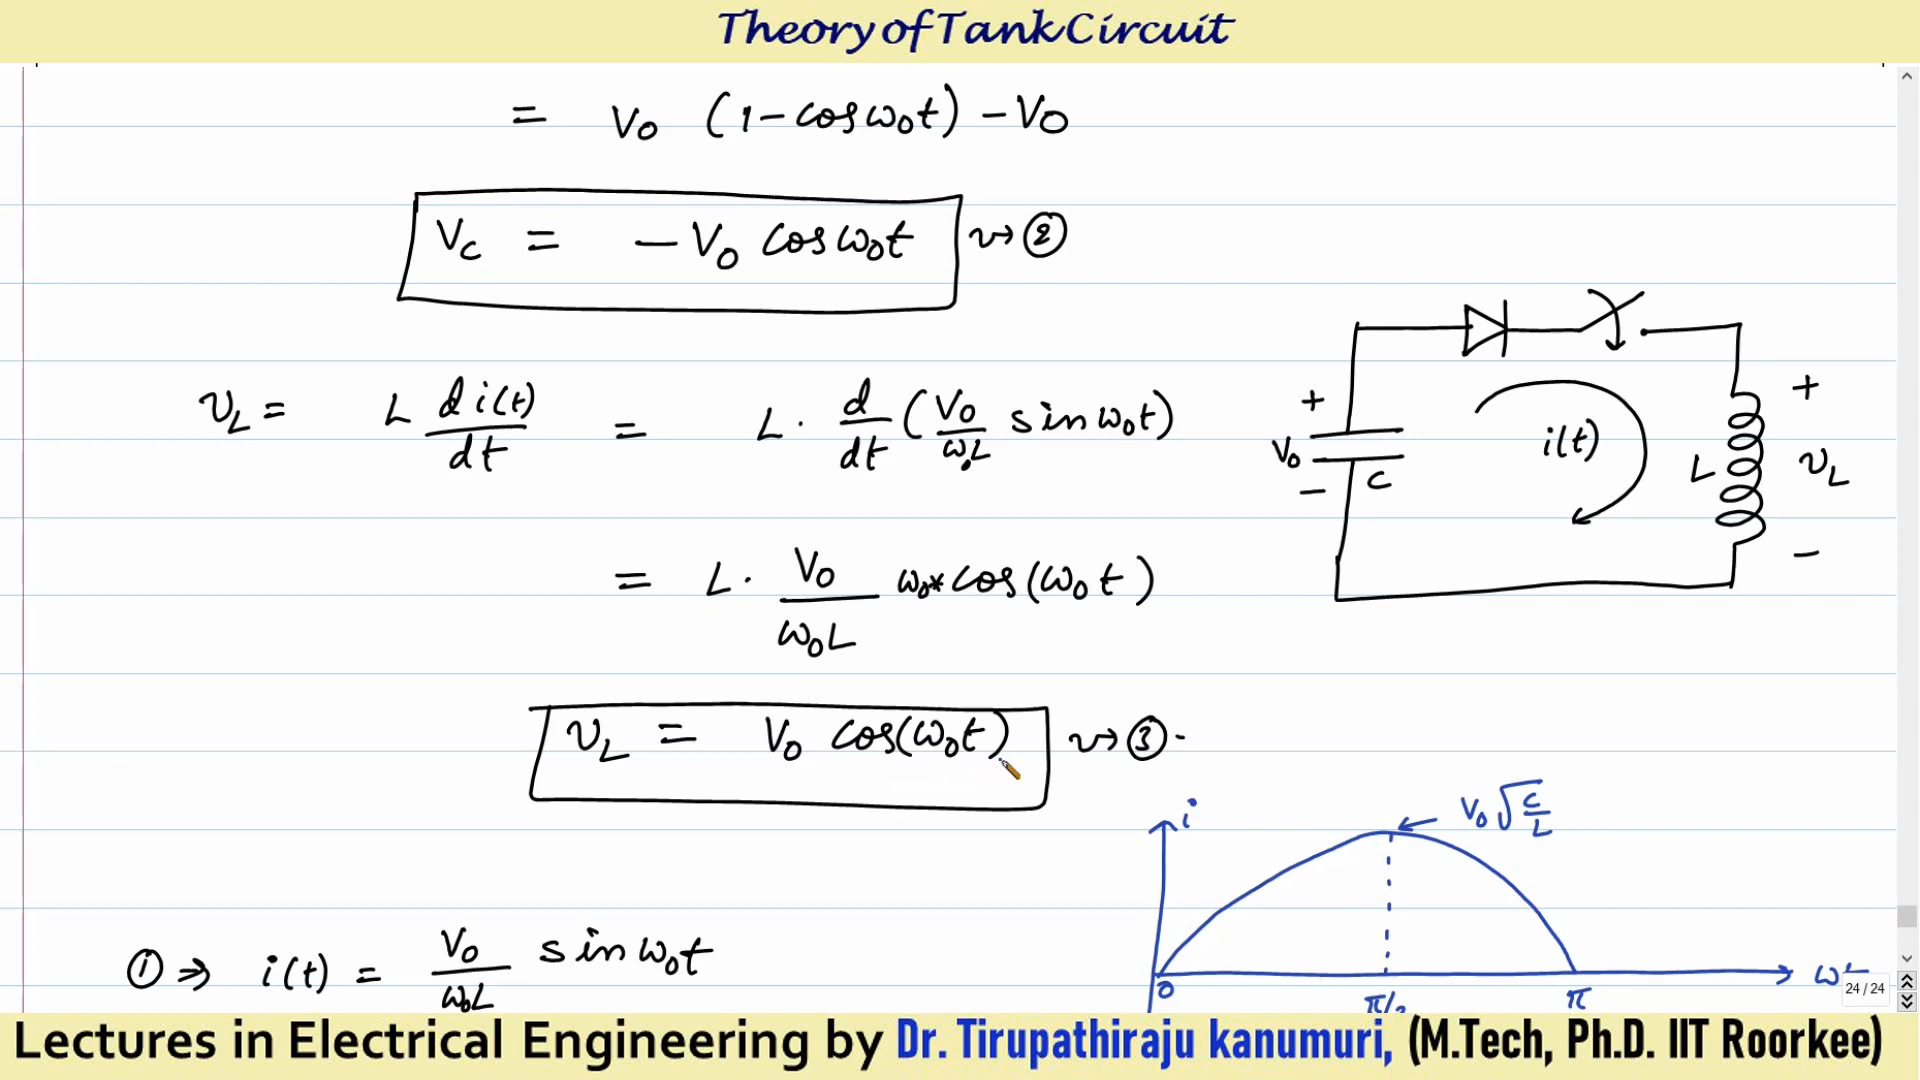 Theory of Tank Circuit
= V₀ (1 - cos ω₀t) - V₀
V_C = - V₀ cos ω₀t → ②
v_L = L d i(t)/dt = L · d/dt (V₀/ω₀L sin ω₀t)
= L · V₀/ω₀L ω₀* cos(ω₀t)
v_L = V₀ cos(ω₀t) → ③ -
+ V₀ - C
i(t)
L + v_L -
i
V₀ √C/L
0 π/2 π
① ⇒ i(t) = V₀/ω₀L sin ω₀t
24 / 24
Lectures in Electrical Engineering by Dr. Tirupathiraju kanumuri, (M.Tech, Ph.D. IIT Roorkee)